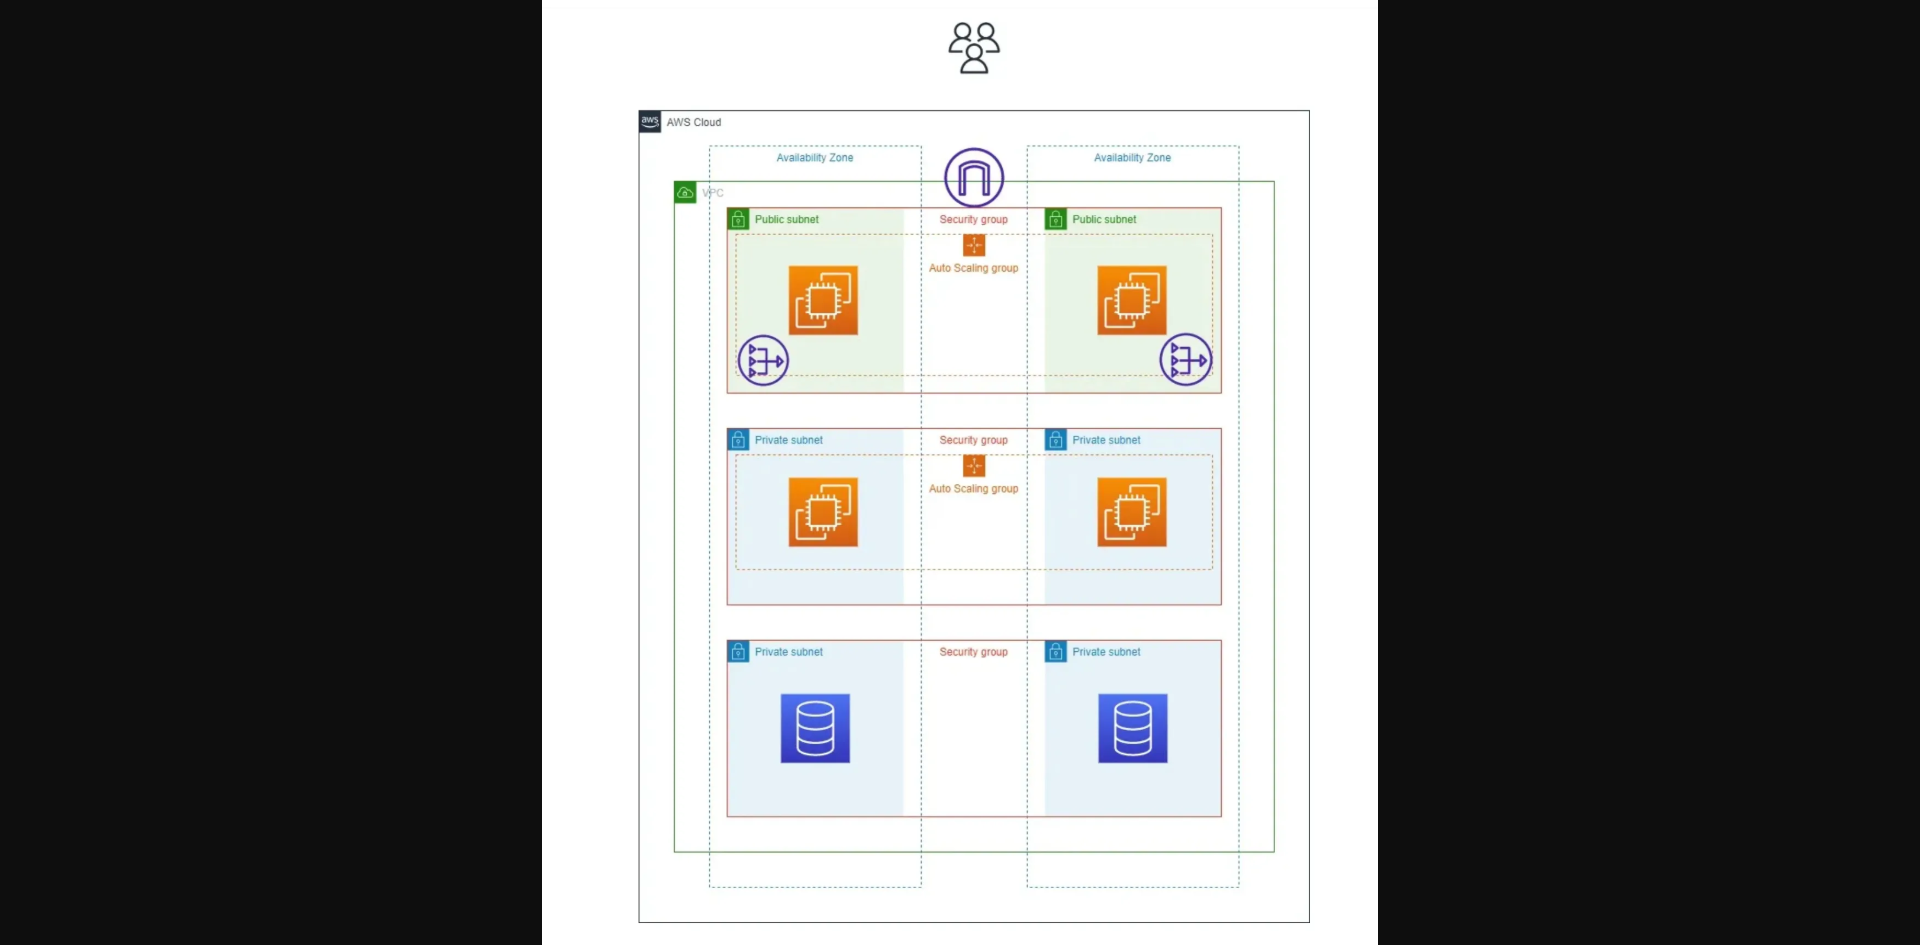 aws
AWS Cloud
Availability Zone
Availability Zone
VPC
Public subnet
Security group
Public subnet
Auto Scaling group
Private subnet
Security group
Private subnet
Auto Scaling group
Private subnet
Security group
Private subnet